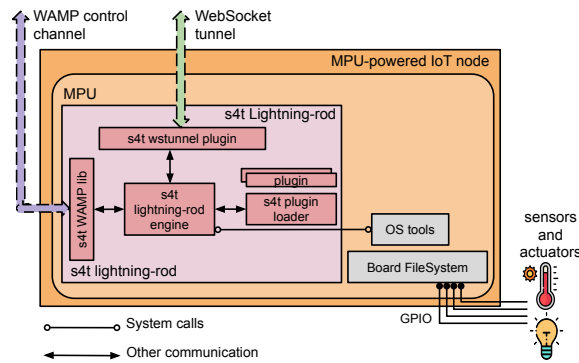 WAMP control
channel
WebSocket
tunnel
MPU-powered IoT node
MPU
s4t Lightning-rod
s4t wstunnel plugin
s4t WAMP lib
s4t
lightning-rod
engine
plugin
s4t plugin
loader
s4t lightning-rod
OS tools
Board FileSystem
sensors
and
actuators
GPIO
System calls
Other communication